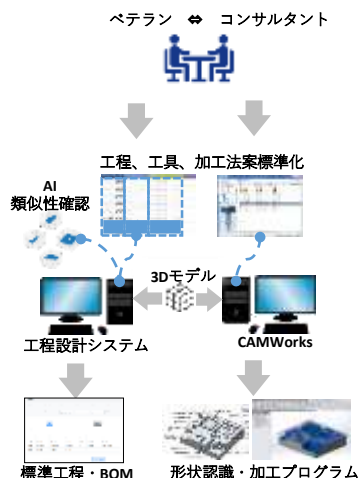 ベテラン ⇔ コンサルタント
工程、工具、加工法案標準化
AI
類似性確認
3Dモデル
工程設計システム
CAMWorks
標準工程・BOM
形状認識・加工プログラム